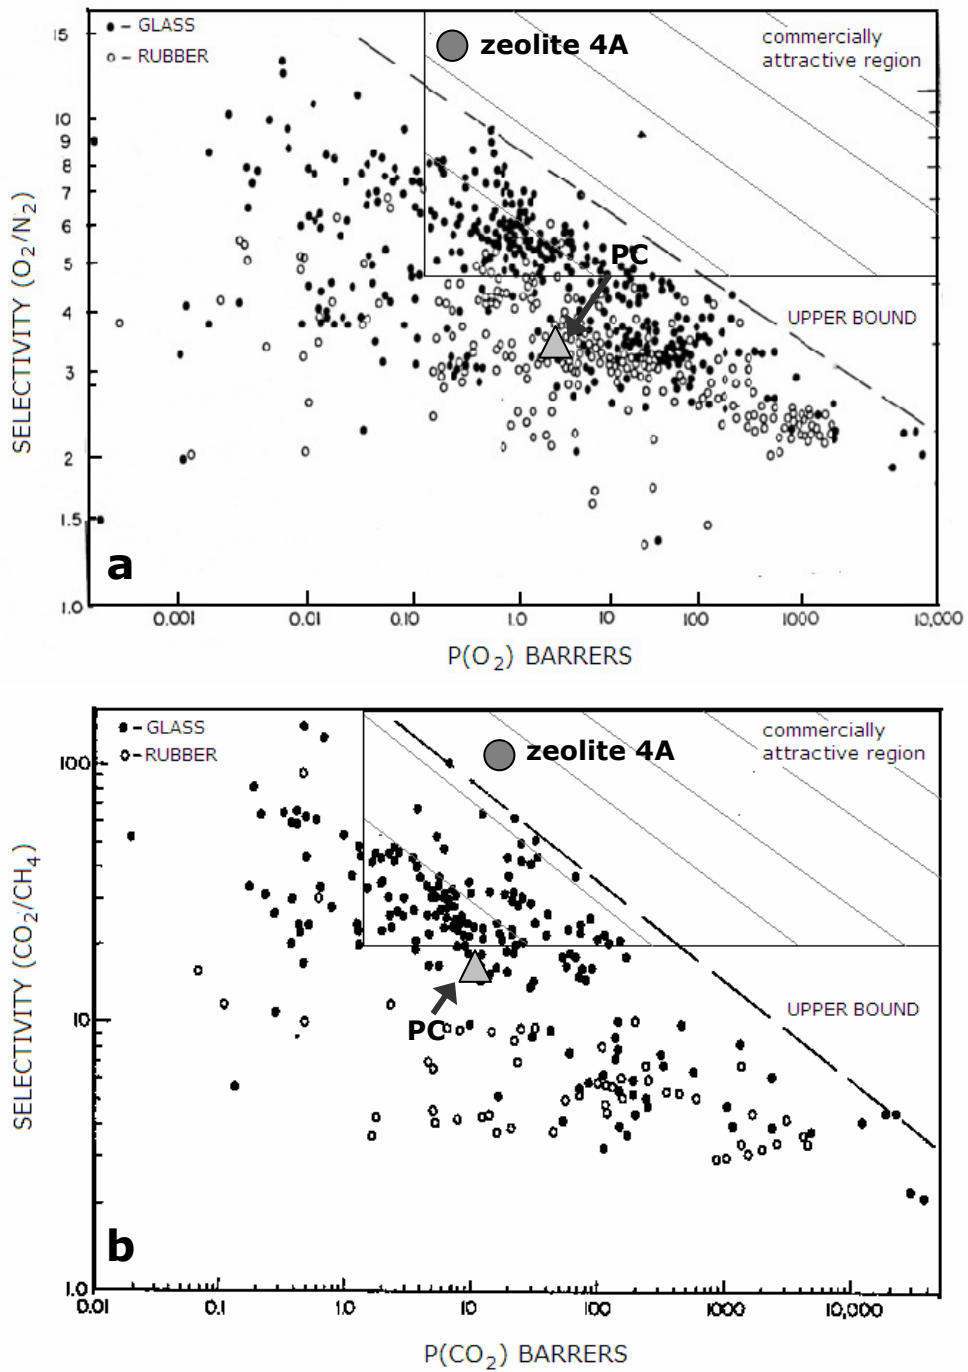 15
● - GLASS
○ - RUBBER
zeolite 4A
commercially
attractive region
10
9
8
7
6
5
4
3
2
1.5
1.0
PC
UPPER BOUND
SELECTIVITY (O₂/N₂)
a
0.001
0.01
0.10
1.0
10
100
1000
10,000
P(O₂) BARRERS
● - GLASS
○ - RUBBER
zeolite 4A
commercially
attractive region
100
10
1.0
PC
UPPER BOUND
SELECTIVITY (CO₂/CH₄)
b
0.01
0.1
1.0
10
100
1000
10,000
P(CO₂) BARRERS